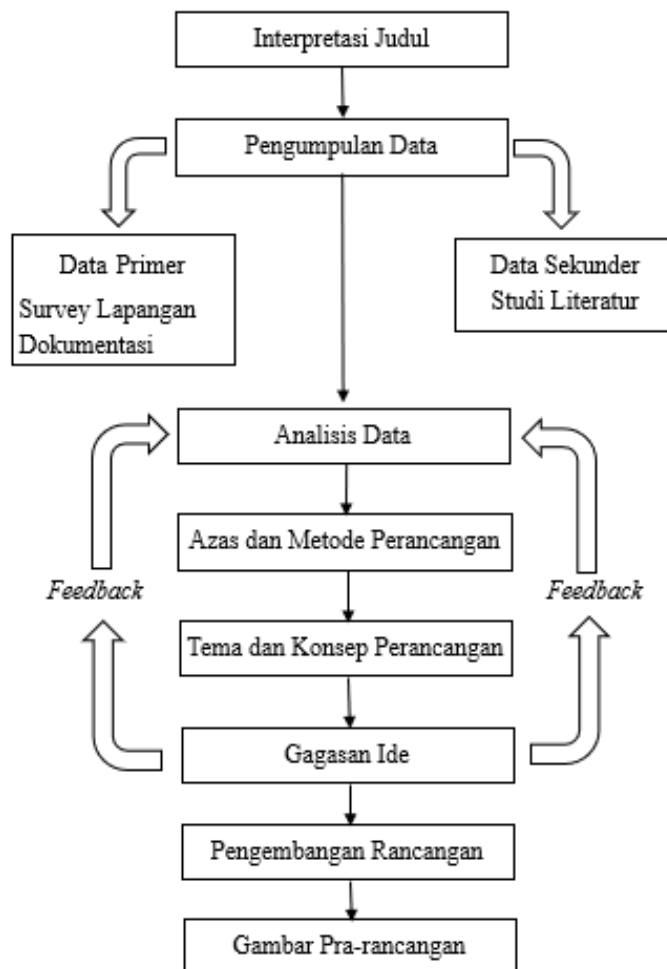 Interpretasi Judul
Pengumpulan Data
Data Primer
Survey Lapangan
Dokumentasi
Data Sekunder
Studi Literatur
Analisis Data
Azas dan Metode Perancangan
Feedback
Feedback
Tema dan Konsep Perancangan
Gagasan Ide
Pengembangan Rancangan
Gambar Pra-rancangan